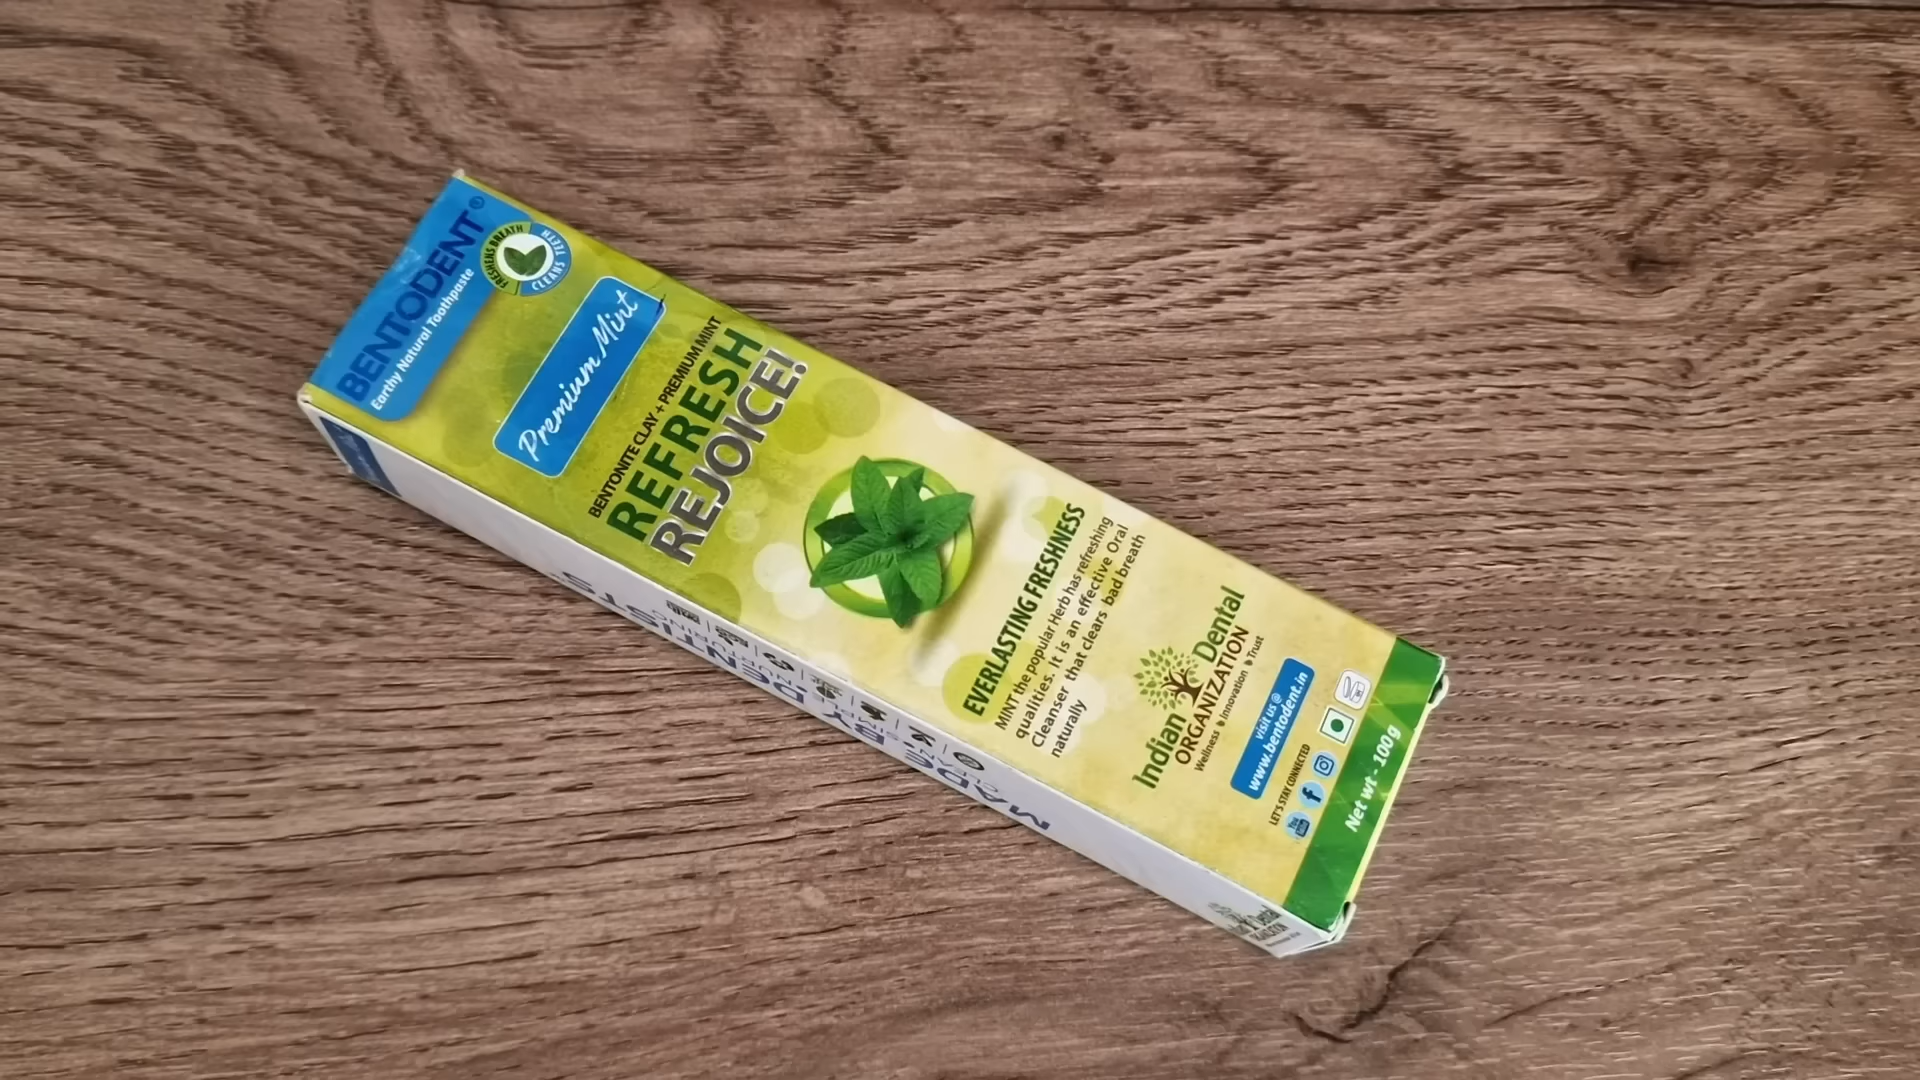 BENTODENT®
Earthy Natural Toothpaste
FRESHENS BREATH
CLEANS TEETH
Premium Mint
BENTONITE CLAY + PREMIUM MINT
REFRESH
REJOICE!
EVERLASTING FRESHNESS
MINT the popular Herb has refreshing
qualities. It is an effective Oral
Cleanser that clears bad breath
naturally
Indian Dental
ORGANIZATION
Wellness Innovation Trust
visit us @
www.bentodent.in
LET'S STAY CONNECTED
You
f
Net wt - 100g
MADE BY DENTISTS